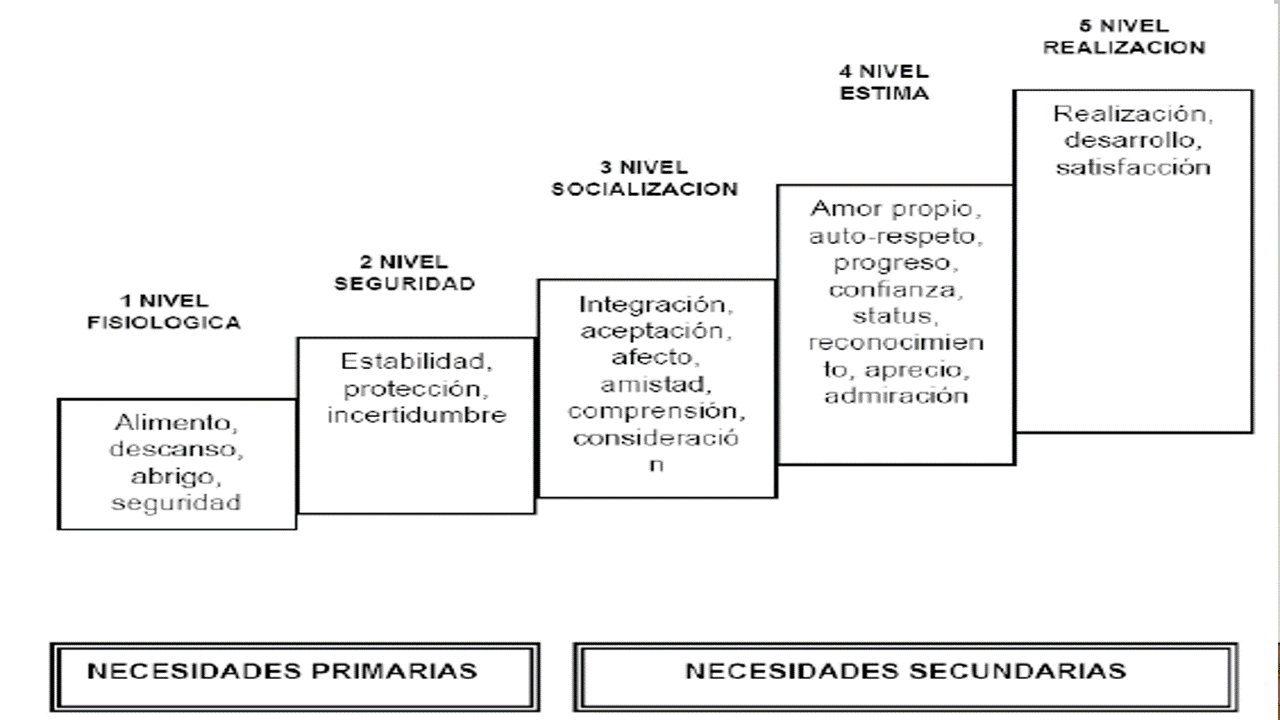 1 NIVEL
FISIOLOGICA
Alimento,
descanso,
abrigo,
seguridad
2 NIVEL
SEGURIDAD
Estabilidad,
protección,
incertidumbre
3 NIVEL
SOCIALIZACION
Integración,
aceptación,
afecto,
amistad,
comprensión,
consideració
n
4 NIVEL
ESTIMA
Amor propio,
auto-respeto,
progreso,
confianza,
status,
reconocimien
to, aprecio,
admiración
5 NIVEL
REALIZACION
Realización,
desarrollo,
satisfacción
NECESIDADES PRIMARIAS
NECESIDADES SECUNDARIAS